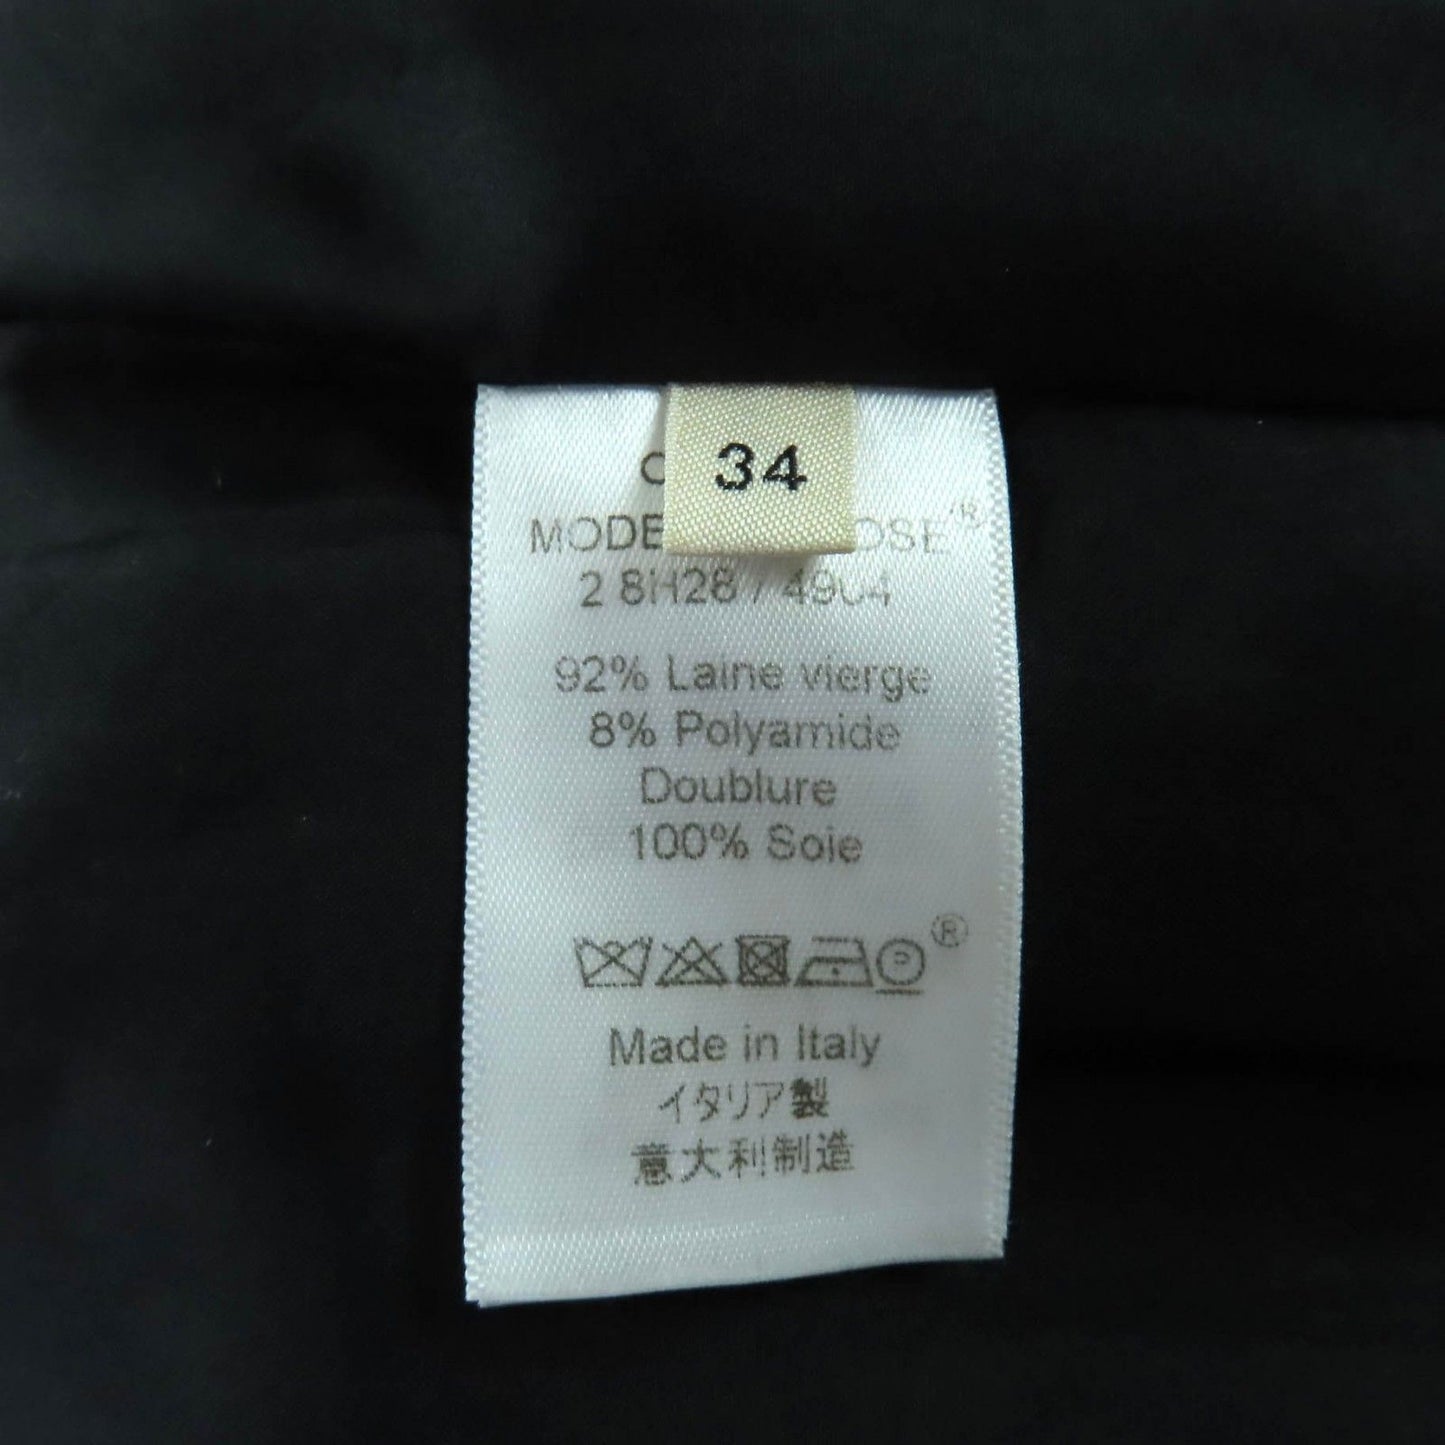 34
2 8H28 / 4904
92% Laine vierge
8% Polyamide
Doublure
100% Soie
P ®
Made in Italy
イタリア製
意大利制造